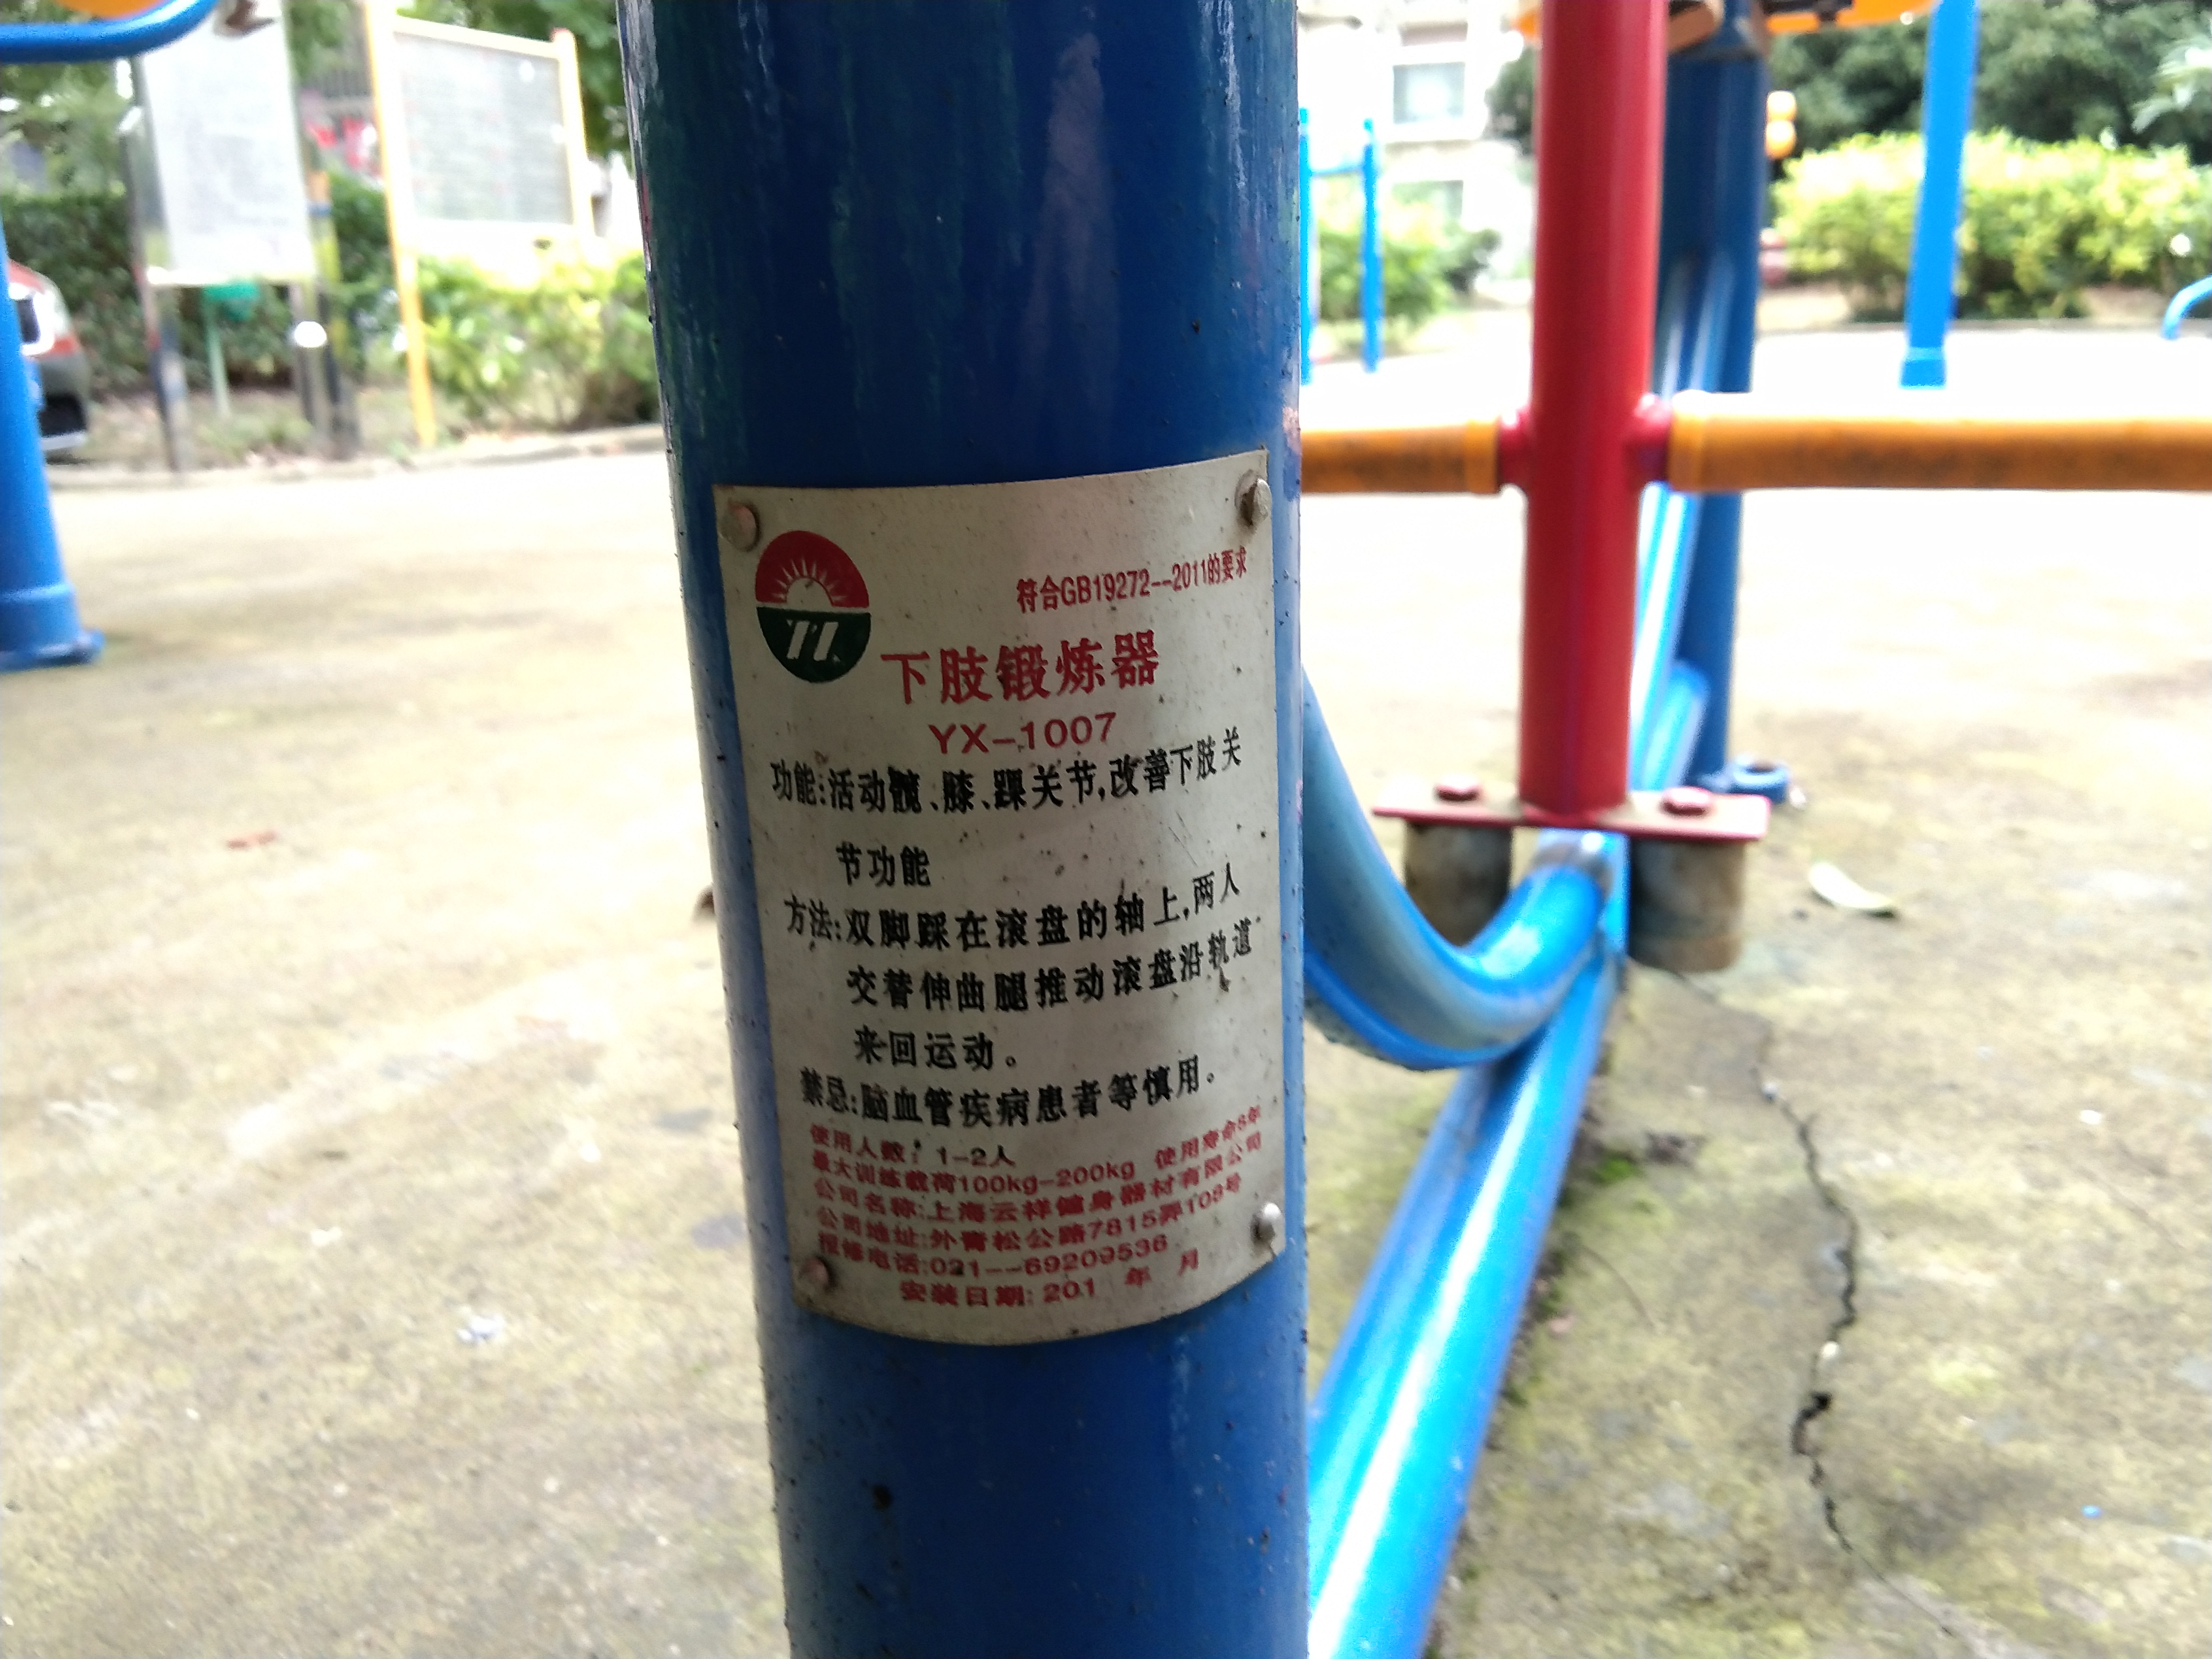 符合GB19272--2011的要求
下肢锻炼器
YX-1007
功能:活动髋、膝、踝关节,改善下肢关
节功能
方法:双脚踩在滚盘的轴上,两人
交替伸曲腿推动滚盘沿轨道
来回运动。
禁忌:脑血管疾病患者等慎用。
使用人数：1-2人
最大训练载荷100kg-200kg 使用寿命8年
公司名称:上海云祥健身器材有限公司
公司地址:外青松公路7815弄108号
报修电话:021--69209536
安装日期: 201 年 月